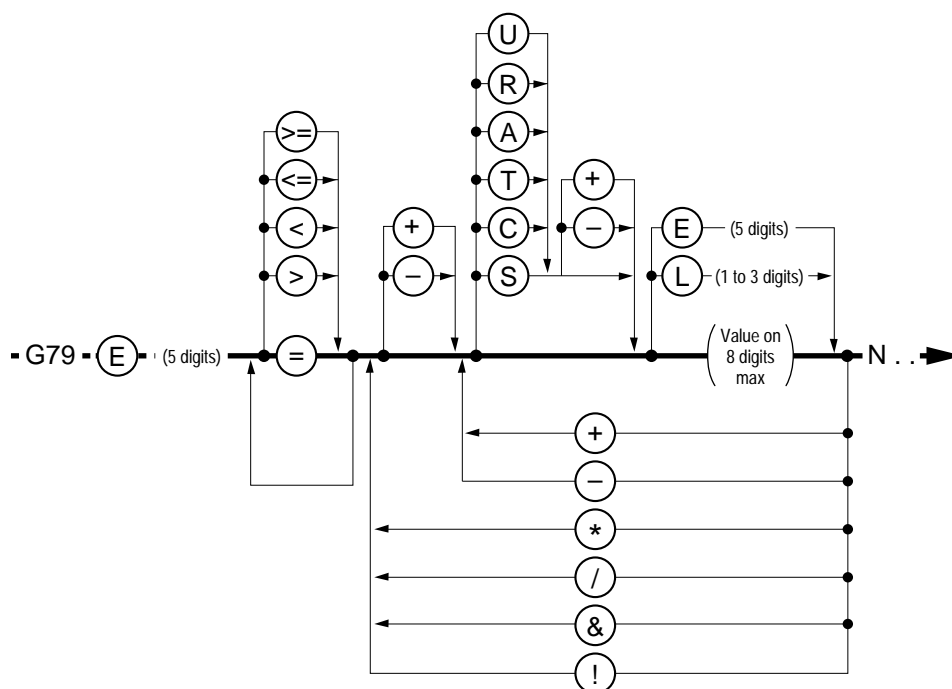 U
R
A
T
C
S
>=
<=
<
>
+
−
+
−
E (5 digits)
L (1 to 3 digits)
G79 E (5 digits) = (Value on 8 digits max) N . .
+
−
*
/
&
!